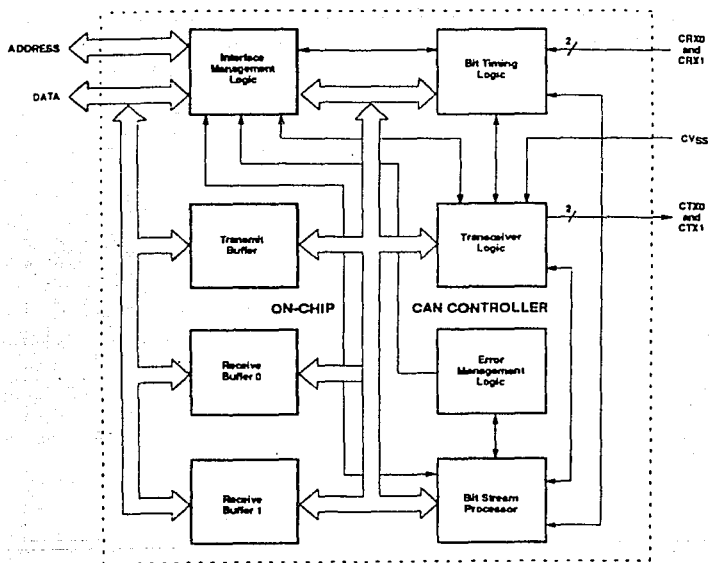 ADDRESS
DATA
Interface
Management
Logic
Bit Timing
Logic
2
CRX0
and
CRX1
CVSS
Transmit
Buffer
Transceiver
Logic
2
CTX0
and
CTX1
ON-CHIP
CAN CONTROLLER
Receive
Buffer 0
Error
Management
Logic
Receive
Buffer 1
Bit Stream
Processor